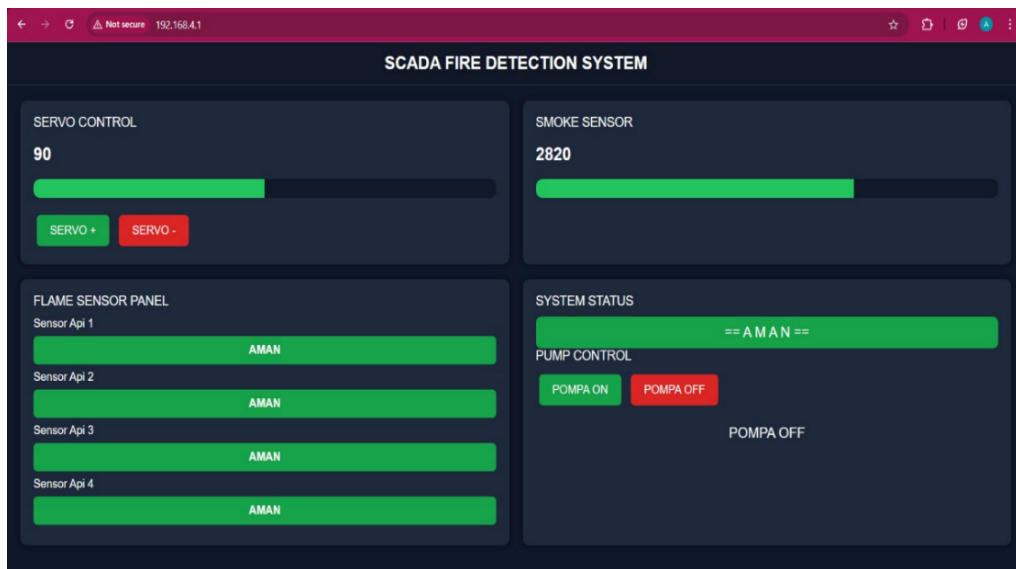 Not secure 192.168.4.1
A
SCADA FIRE DETECTION SYSTEM
SERVO CONTROL
90
SERVO + SERVO -
SMOKE SENSOR
2820
FLAME SENSOR PANEL
Sensor Api 1
AMAN
Sensor Api 2
AMAN
Sensor Api 3
AMAN
Sensor Api 4
AMAN
SYSTEM STATUS
== A M A N ==
PUMP CONTROL
POMPA ON POMPA OFF
POMPA OFF